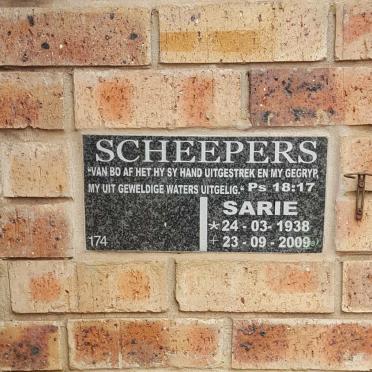 SCHEEPERS
"VAN BO AF HET HY SY HAND UITGESTREK EN MY GEGRYP,
MY UIT GEWELDIGE WATERS UITGELIG." Ps 18:17
SARIE
* 24 - 03 - 1938
+ 23 - 09 - 2009
174